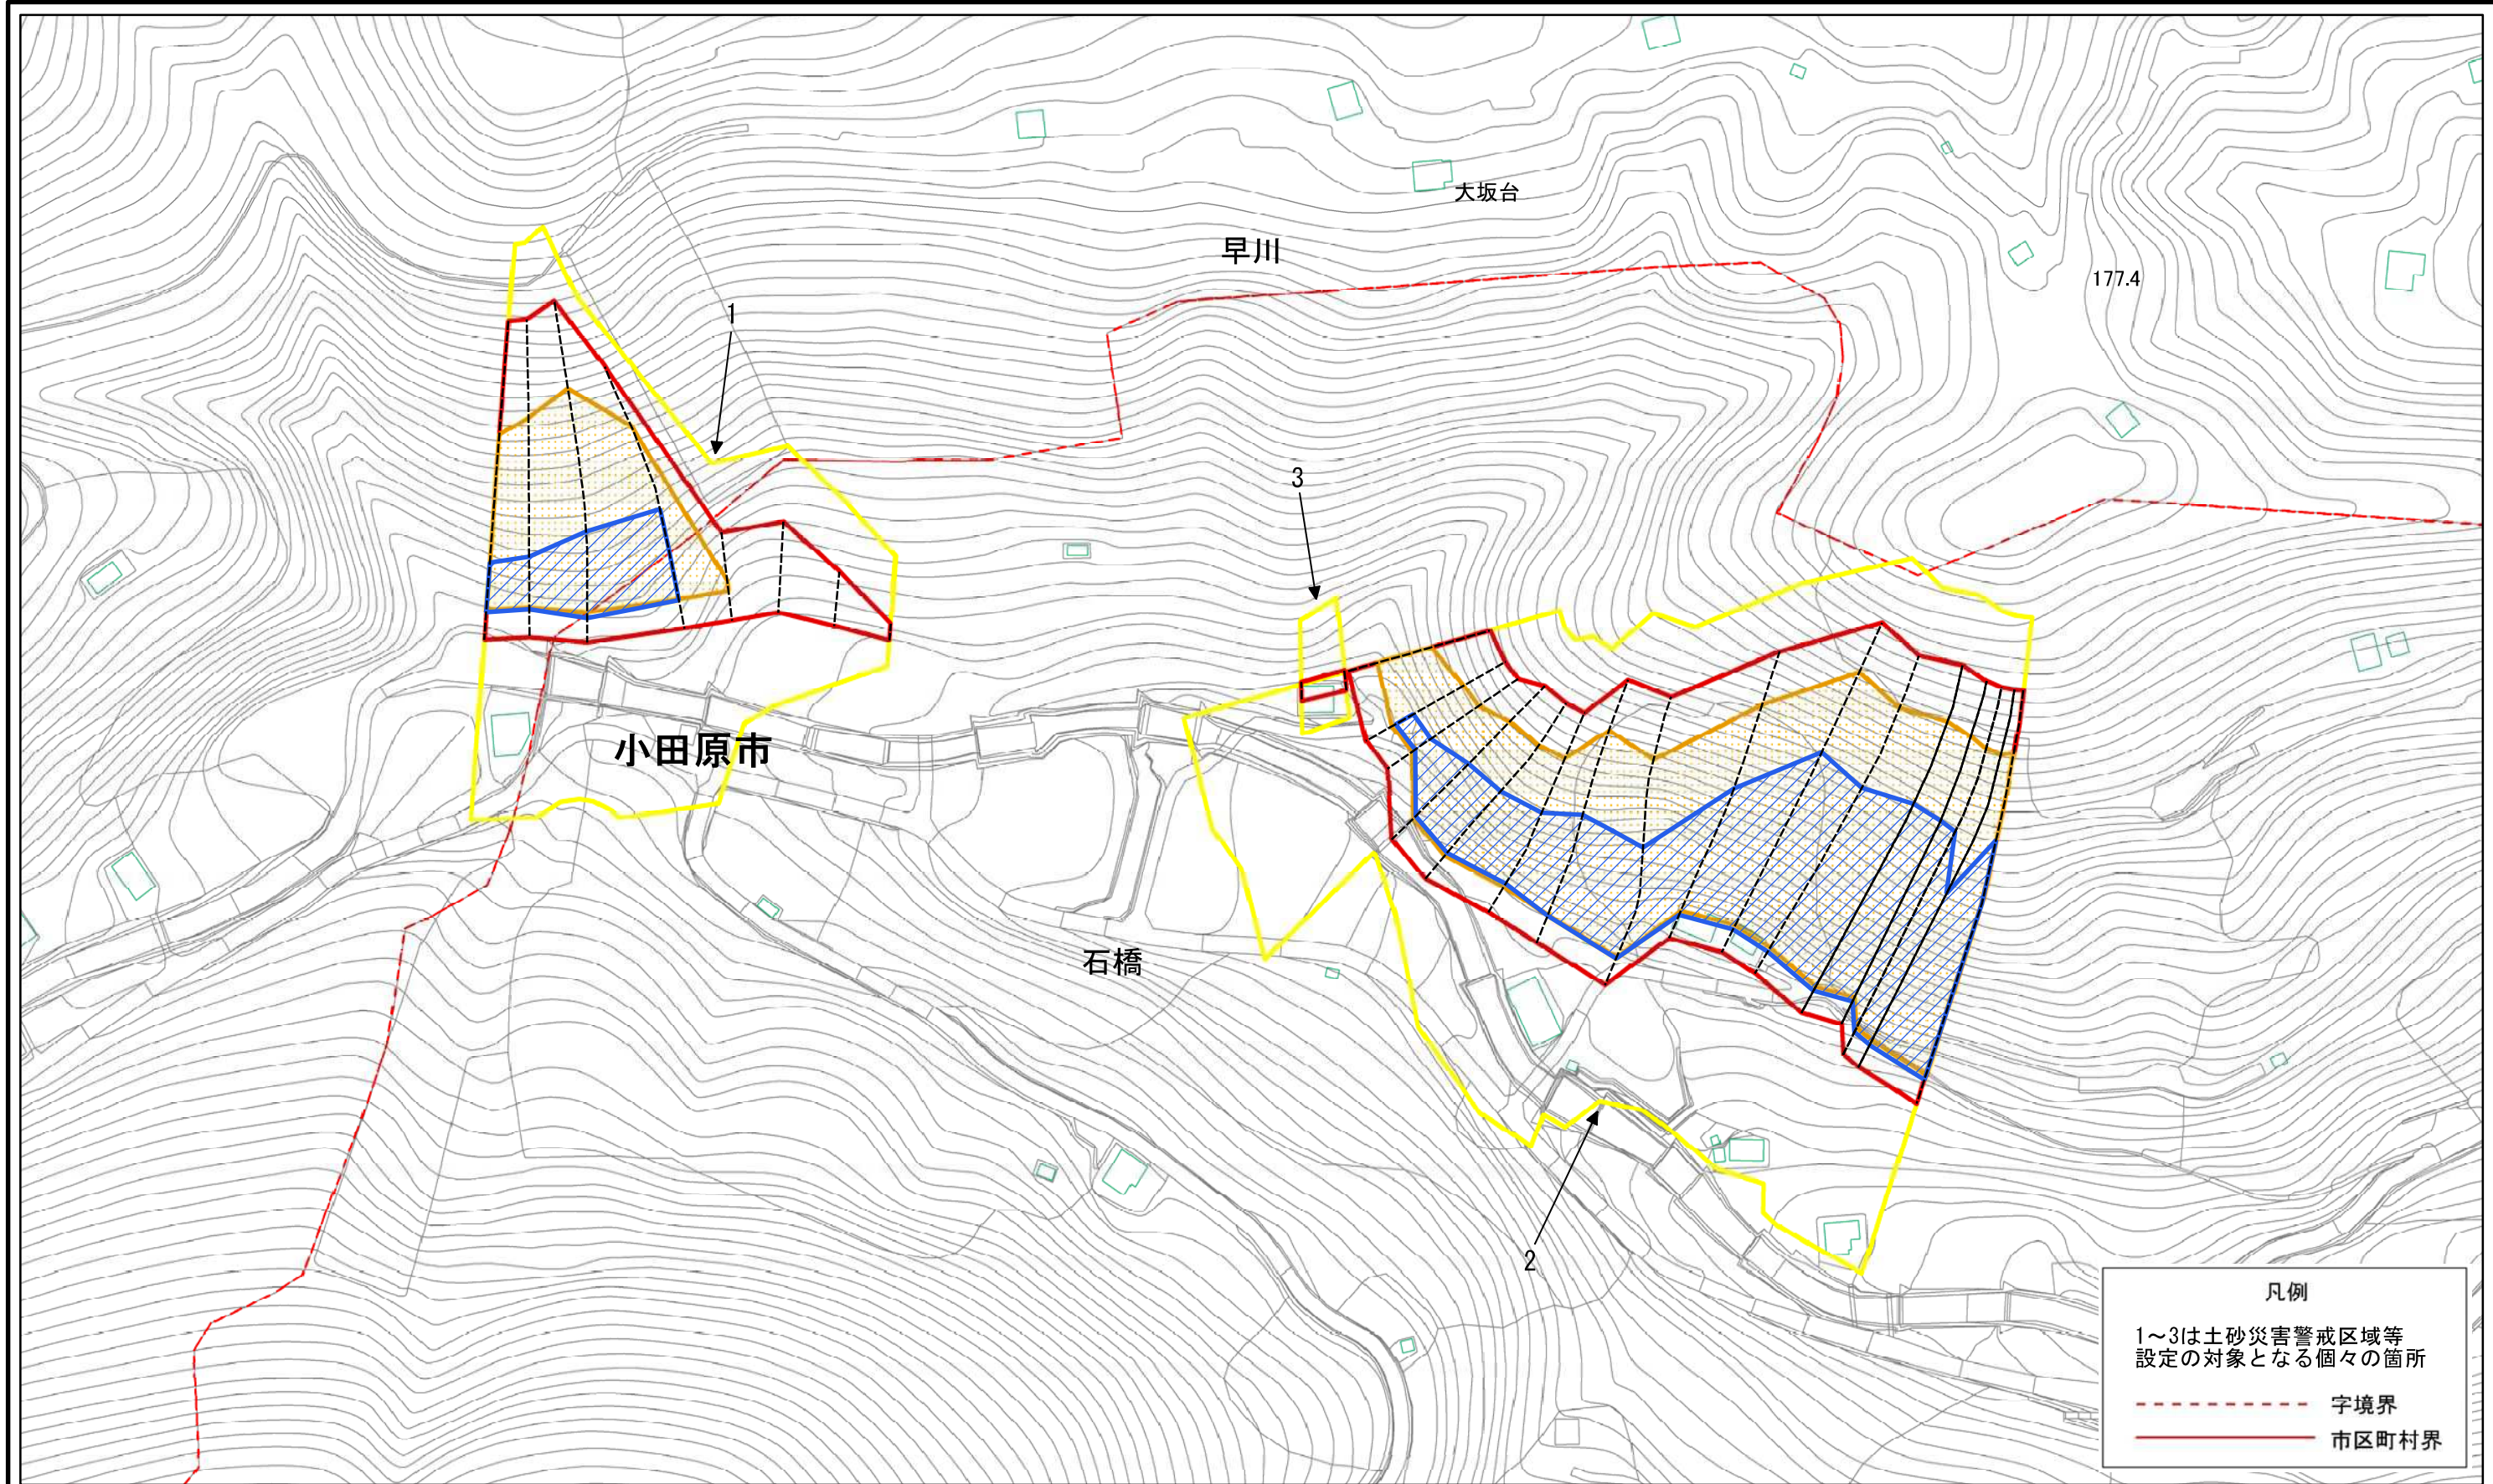 大坂台
早川
177.4
1
3
小田原市
石橋
2
凡例
1～3は土砂災害警戒区域等
設定の対象となる個々の箇所
字境界
市区町村界